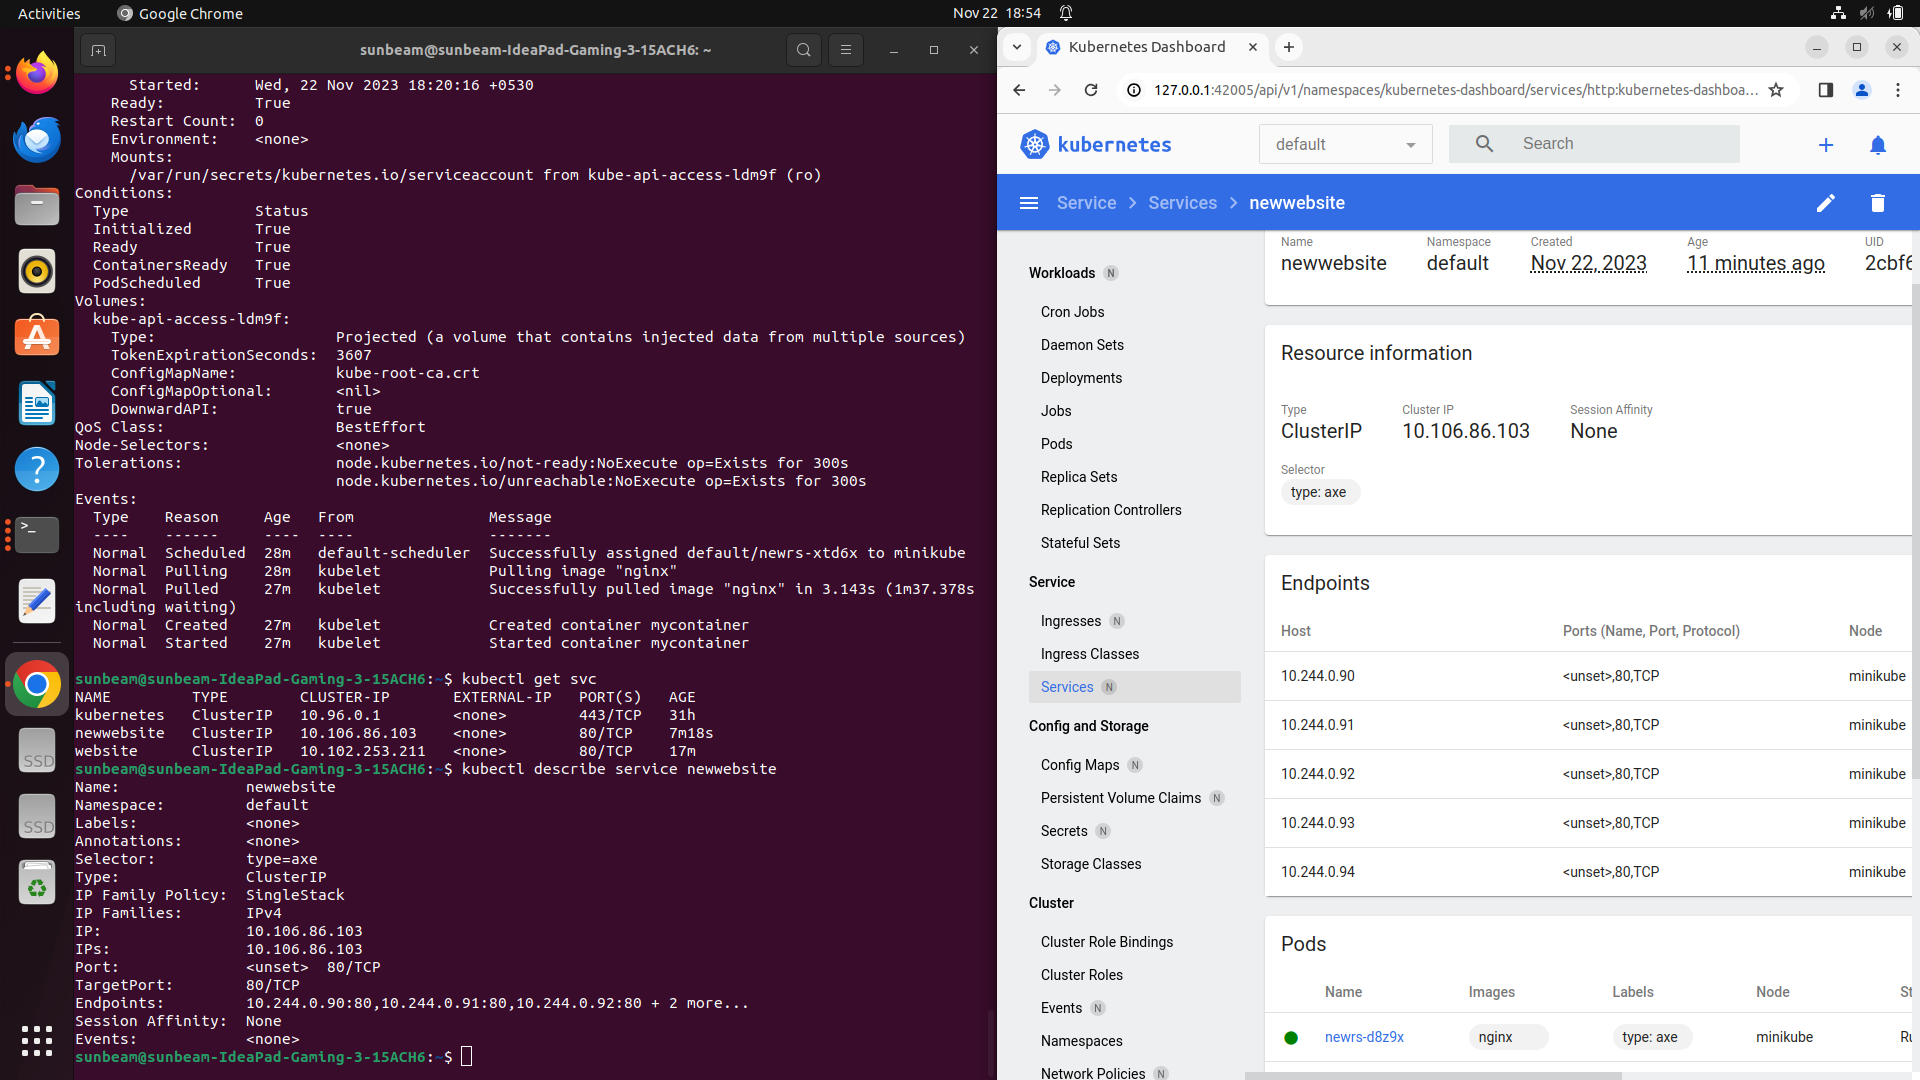 Activities
Google Chrome
Nov 22 18:54
sunbeam@sunbeam-IdeaPad-Gaming-3-15ACH6: ~
Started: Wed, 22 Nov 2023 18:20:16 +0530
Ready: True
Restart Count: 0
Environment: <none>
Mounts:
/var/run/secrets/kubernetes.io/serviceaccount from kube-api-access-ldm9f (ro)
Conditions:
Type Status
Initialized True
Ready True
ContainersReady True
PodScheduled True
Volumes:
kube-api-access-ldm9f:
Type: Projected (a volume that contains injected data from multiple sources)
TokenExpirationSeconds: 3607
ConfigMapName: kube-root-ca.crt
ConfigMapOptional: <nil>
DownwardAPI: true
QoS Class: BestEffort
Node-Selectors: <none>
Tolerations: node.kubernetes.io/not-ready:NoExecute op=Exists for 300s
node.kubernetes.io/unreachable:NoExecute op=Exists for 300s
Events:
Type Reason Age From Message
---- ------ ---- ---- -------
Normal Scheduled 28m default-scheduler Successfully assigned default/newrs-xtd6x to minikube
Normal Pulling 28m kubelet Pulling image "nginx"
Normal Pulled 27m kubelet Successfully pulled image "nginx" in 3.143s (1m37.378s
including waiting)
Normal Created 27m kubelet Created container mycontainer
Normal Started 27m kubelet Started container mycontainer
sunbeam@sunbeam-IdeaPad-Gaming-3-15ACH6:~$ kubectl get svc
NAME TYPE CLUSTER-IP EXTERNAL-IP PORT(S) AGE
kubernetes ClusterIP 10.96.0.1 <none> 443/TCP 31h
newwebsite ClusterIP 10.106.86.103 <none> 80/TCP 7m18s
website ClusterIP 10.102.253.211 <none> 80/TCP 17m
sunbeam@sunbeam-IdeaPad-Gaming-3-15ACH6:~$ kubectl describe service newwebsite
Name: newwebsite
Namespace: default
Labels: <none>
Annotations: <none>
Selector: type=axe
Type: ClusterIP
IP Family Policy: SingleStack
IP Families: IPv4
IP: 10.106.86.103
IPs: 10.106.86.103
Port: <unset> 80/TCP
TargetPort: 80/TCP
Endpoints: 10.244.0.90:80,10.244.0.91:80,10.244.0.92:80 + 2 more...
Session Affinity: None
Events: <none>
sunbeam@sunbeam-IdeaPad-Gaming-3-15ACH6:~$
SSD
SSD
Kubernetes Dashboard
127.0.0.1:42005/api/v1/namespaces/kubernetes-dashboard/services/http:kubernetes-dashboa...
kubernetes
default
Search
Service
Services
newwebsite
Workloads N
Cron Jobs
Daemon Sets
Deployments
Jobs
Pods
Replica Sets
Replication Controllers
Stateful Sets
Service
Ingresses N
Ingress Classes
Services N
Config and Storage
Config Maps N
Persistent Volume Claims N
Secrets N
Storage Classes
Cluster
Cluster Role Bindings
Cluster Roles
Events N
Namespaces
Network Policies N
Name Namespace Created Age UID
newwebsite default Nov 22, 2023 11 minutes ago 2cbf6
Resource information
Type Cluster IP Session Affinity
ClusterIP 10.106.86.103 None
Selector
type: axe
Endpoints
Host Ports (Name, Port, Protocol) Node
10.244.0.90 <unset>,80,TCP minikube
10.244.0.91 <unset>,80,TCP minikube
10.244.0.92 <unset>,80,TCP minikube
10.244.0.93 <unset>,80,TCP minikube
10.244.0.94 <unset>,80,TCP minikube
Pods
Name Images Labels Node
newrs-d8z9x nginx type: axe minikube